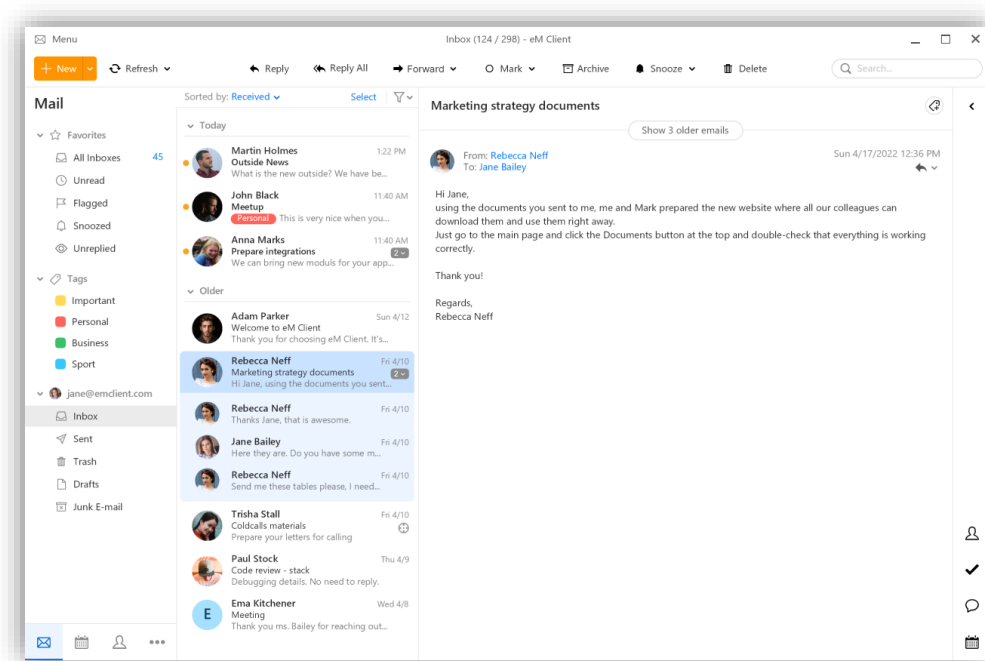 Menu
Inbox (124 / 298) - eM Client
New
Refresh
Reply
Reply All
Forward
Mark
Archive
Snooze
Delete
Search...
Mail
Favorites
All Inboxes 45
Unread
Flagged
Snoozed
Unreplied
Tags
Important
Personal
Business
Sport
jane@emclient.com
Inbox
Sent
Trash
Drafts
Junk E-mail
Sorted by: Received
Select
Today
Martin Holmes 1:22 PM
Outside News
What is the new outside? We have be...
John Black 11:40 AM
Meetup
Personal This is very nice when you...
Anna Marks 11:40 AM
Prepare integrations 2
We can bring new moduls for your app...
Older
Adam Parker Sun 4/12
Welcome to eM Client
Thank you for choosing eM Client. It's...
Rebecca Neff Fri 4/10
Marketing strategy documents 2
Hi Jane, using the documents you sent...
Rebecca Neff Fri 4/10
Thanks Jane, that is awesome.
Jane Bailey Fri 4/10
Here they are. Do you have some m...
Rebecca Neff Fri 4/10
Send me these tables please, I need...
Trisha Stall Fri 4/10
Coldcalls materials
Prepare your letters for calling
Paul Stock Thu 4/9
Code review - stack
Debugging details. No need to reply.
E
Ema Kitchener Wed 4/8
Meeting
Thank you ms. Bailey for reaching out...
Marketing strategy documents
Show 3 older emails
From: Rebecca Neff Sun 4/17/2022 12:36 PM
To: Jane Bailey
Hi Jane,
using the documents you sent to me, me and Mark prepared the new website where all our colleagues can
download them and use them right away.
Just go to the main page and click the Documents button at the top and double-check that everything is working
correctly.
Thank you!
Regards,
Rebecca Neff